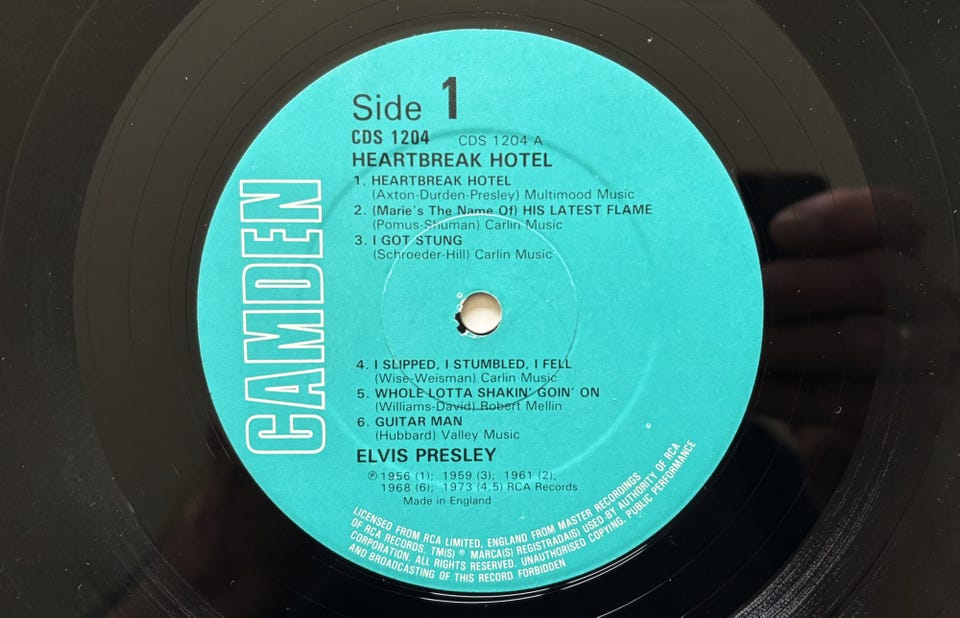 CAMDEN
Side 1
CDS 1204 CDS 1204 A
HEARTBREAK HOTEL
1. HEARTBREAK HOTEL
(Axton-Durden-Presley) Multimood Music
2. (Marie's The Name Of) HIS LATEST FLAME
(Pomus-Shuman) Carlin Music
3. I GOT STUNG
(Schroeder-Hill) Carlin Music
4. I SLIPPED, I STUMBLED, I FELL
(Wise-Weisman) Carlin Music
5. WHOLE LOTTA SHAKIN' GOIN' ON
(Williams-David) Robert Mellin
6. GUITAR MAN
(Hubbard) Valley Music
ELVIS PRESLEY
℗ 1956 (1); 1959 (3); 1961 (2);
1968 (6); 1973 (4,5) RCA Records
Made in England
LICENSED FROM RCA LIMITED, ENGLAND FROM MASTER RECORDINGS
OF RCA RECORDS. TM(S) ® MARCA(S) REGISTRADA(S) USED BY AUTHORITY OF RCA
CORPORATION. ALL RIGHTS RESERVED. UNAUTHORISED COPYING, PUBLIC PERFORMANCE
AND BROADCASTING OF THIS RECORD FORBIDDEN